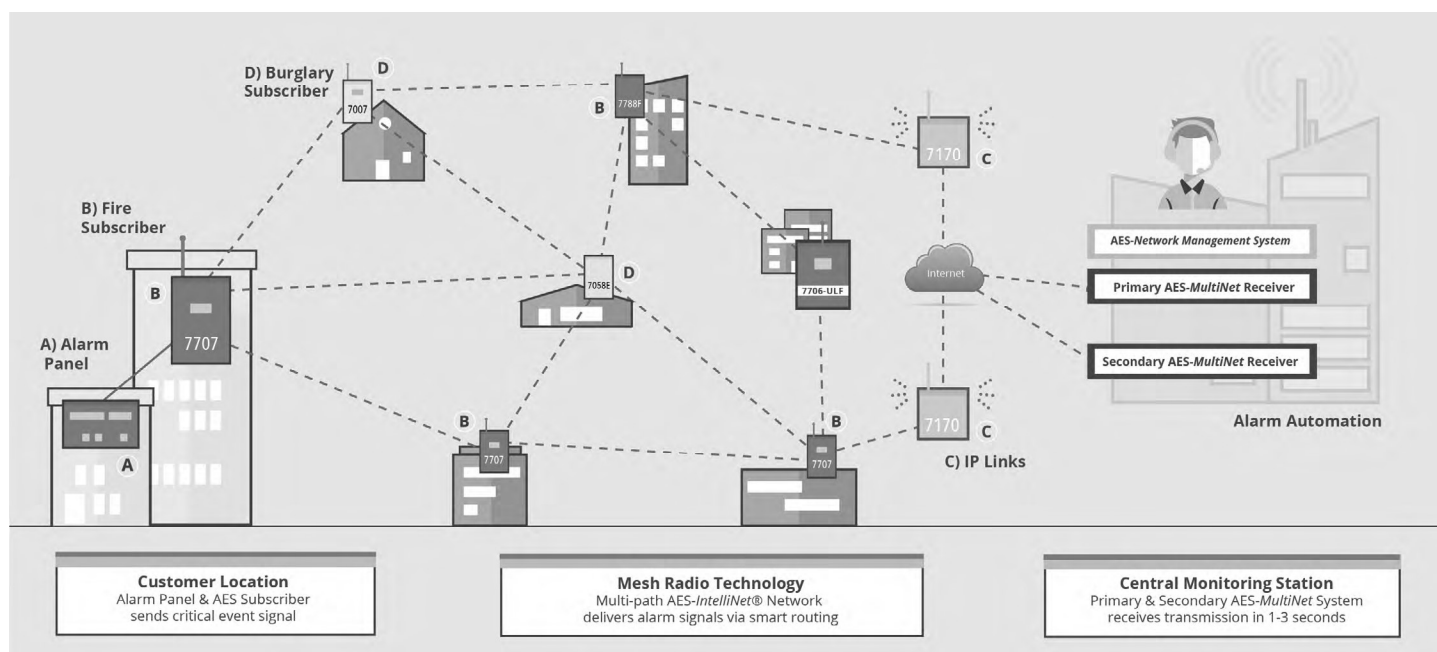 D) Burglary
Subscriber
D
7007
B
7788F
7170
C
B) Fire
Subscriber
B
7707
A) Alarm
Panel
A
7058E
D
7706-ULF
Internet
AES-Network Management System
Primary AES-MultiNet Receiver
Secondary AES-MultiNet Receiver
B
7707
B
7707
7170
C
C) IP Links
Alarm Automation
Customer Location
Alarm Panel & AES Subscriber
sends critical event signal
Mesh Radio Technology
Multi-path AES-IntelliNet® Network
delivers alarm signals via smart routing
Central Monitoring Station
Primary & Secondary AES-MultiNet System
receives transmission in 1-3 seconds